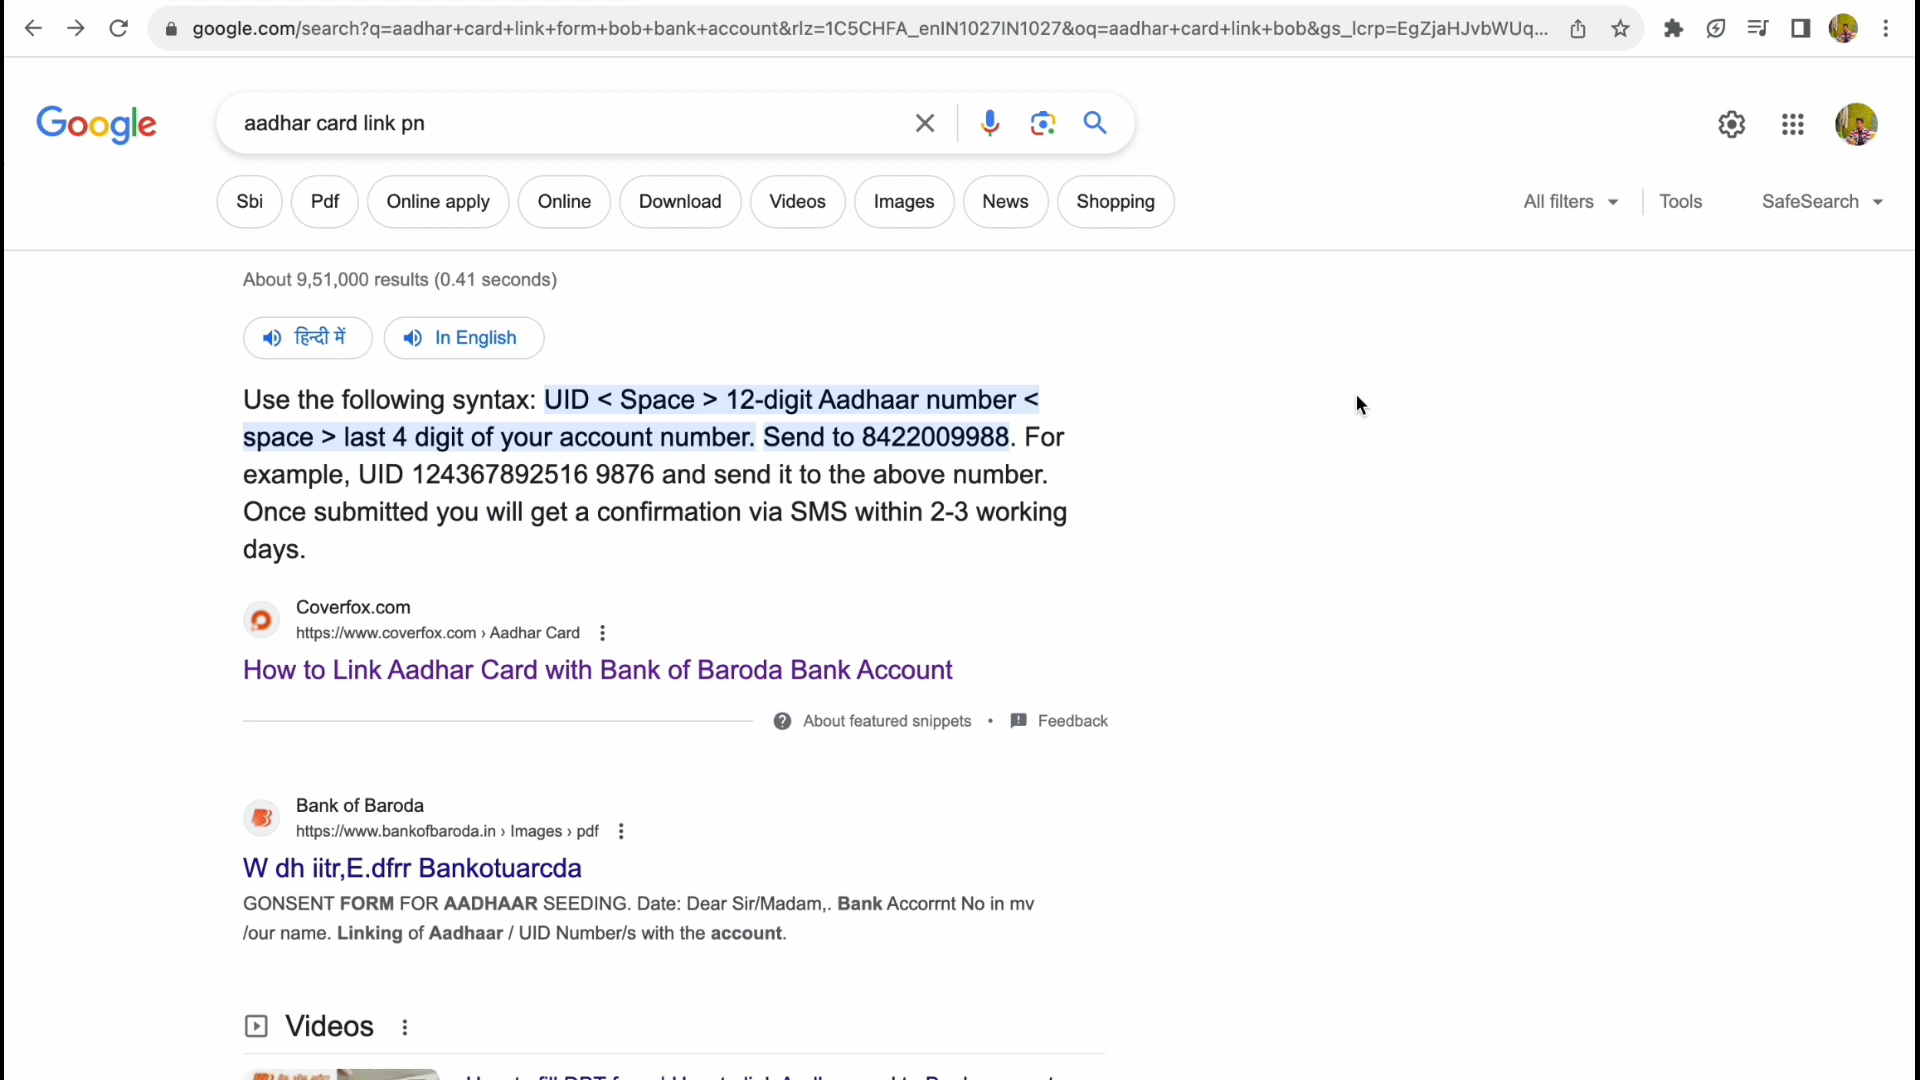 google.com/search?q=aadhar+card+link+form+bob+bank+account&rlz=1C5CHFA_enIN1027IN1027&oq=aadhar+card+link+bob&gs_lcrp=EgZjaHJvbWUq...
Google
aadhar card link pn
Sbi
Pdf
Online apply
Online
Download
Videos
Images
News
Shopping
All filters
Tools
SafeSearch
About 9,51,000 results (0.41 seconds)
हिन्दी में
In English
Use the following syntax: UID < Space > 12-digit Aadhaar number <
space > last 4 digit of your account number. Send to 8422009988. For
example, UID 124367892516 9876 and send it to the above number.
Once submitted you will get a confirmation via SMS within 2-3 working
days.
Coverfox.com
https://www.coverfox.com › Aadhar Card
How to Link Aadhar Card with Bank of Baroda Bank Account
About featured snippets • Feedback
Bank of Baroda
https://www.bankofbaroda.in › Images › pdf
W dh iitr,E.dfrr Bankotuarcda
GONSENT FORM FOR AADHAAR SEEDING. Date: Dear Sir/Madam,. Bank Accorrnt No in mv
/our name. Linking of Aadhaar / UID Number/s with the account.
Videos